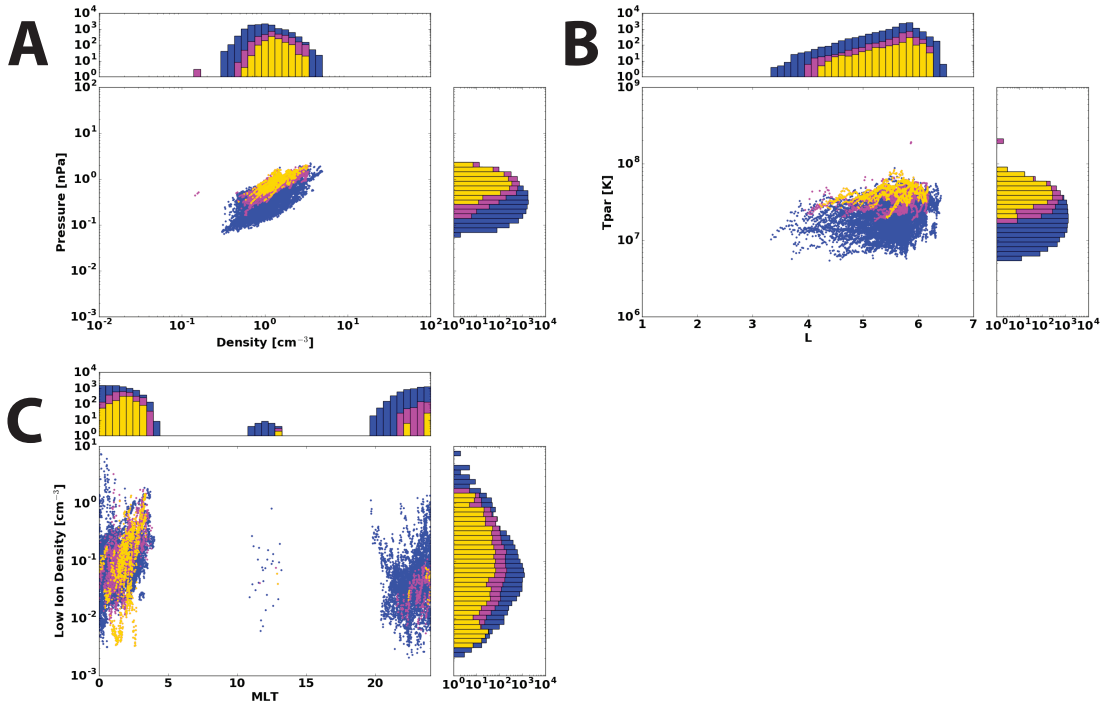 A
10⁴
10³
10²
10¹
10⁰
10²
10¹
10⁰
10⁻¹
10⁻²
10⁻³
Pressure [nPa]
10⁻² 10⁻¹ 10⁰ 10¹ 10²
Density [cm⁻³]
10⁰10¹10²10³10⁴
B
10⁴
10³
10²
10¹
10⁰
10⁹
10⁸
10⁷
10⁶
Tpar [K]
1 2 3 4 5 6 7
L
10⁰10¹10²10³10⁴
C
10⁴
10³
10²
10¹
10⁰
10¹
10⁰
10⁻¹
10⁻²
10⁻³
Low Ion Density [cm⁻³]
0 5 10 15 20
MLT
10⁰10¹10²10³10⁴